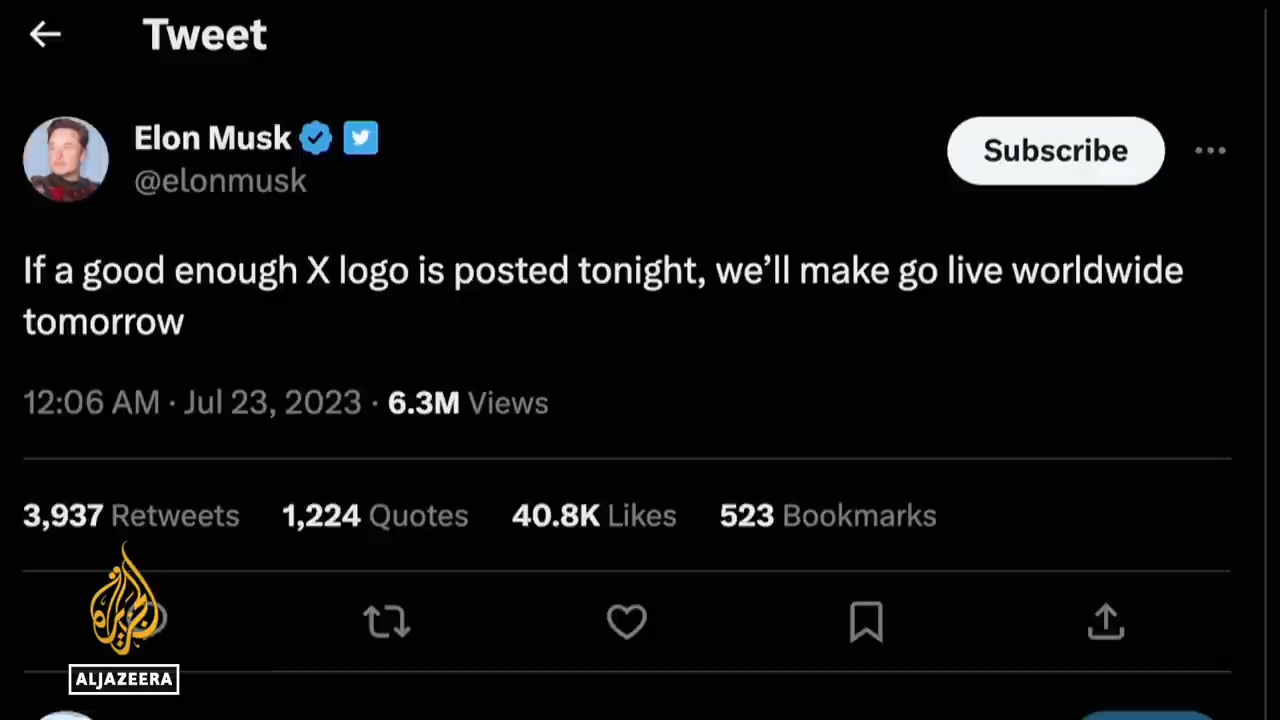 Tweet
Elon Musk
@elonmusk
Subscribe
If a good enough X logo is posted tonight, we’ll make go live worldwide
tomorrow
12:06 AM · Jul 23, 2023 · 6.3M Views
3,937 Retweets 1,224 Quotes 40.8K Likes 523 Bookmarks
الجزيرة
ALJAZEERA